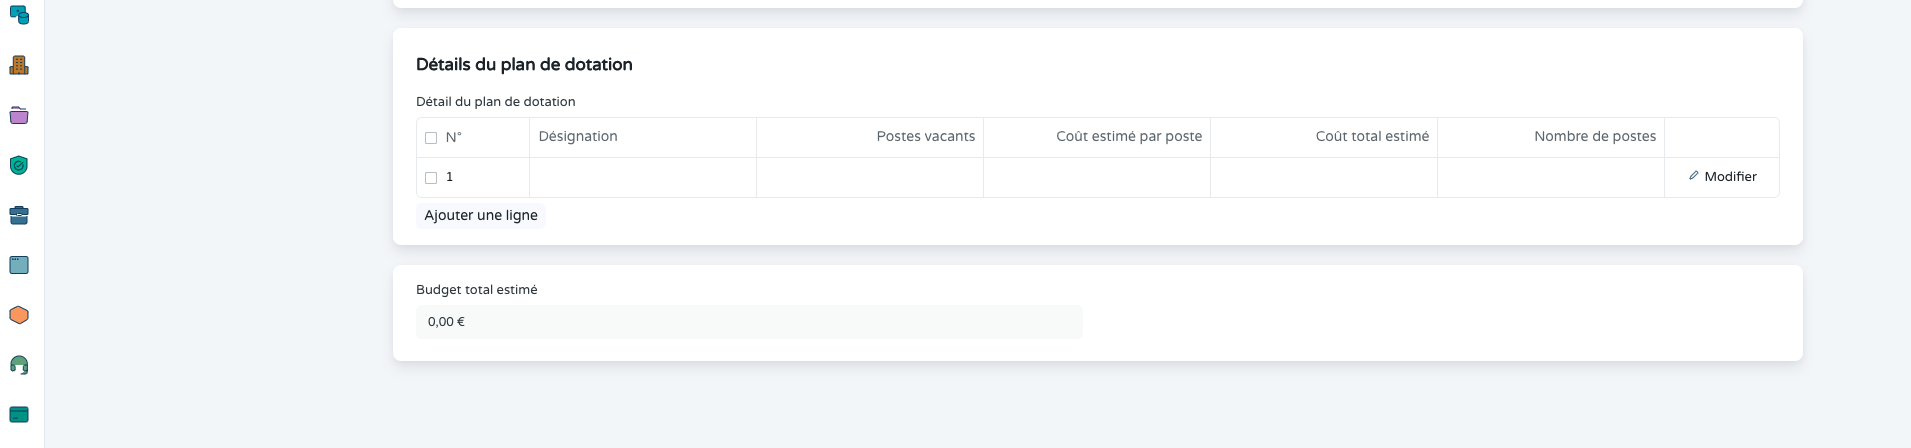 Détails du plan de dotation
Détail du plan de dotation
N° Désignation Postes vacants Coût estimé par poste Coût total estimé Nombre de postes
1 Modifier
Ajouter une ligne
Budget total estimé
0,00 €